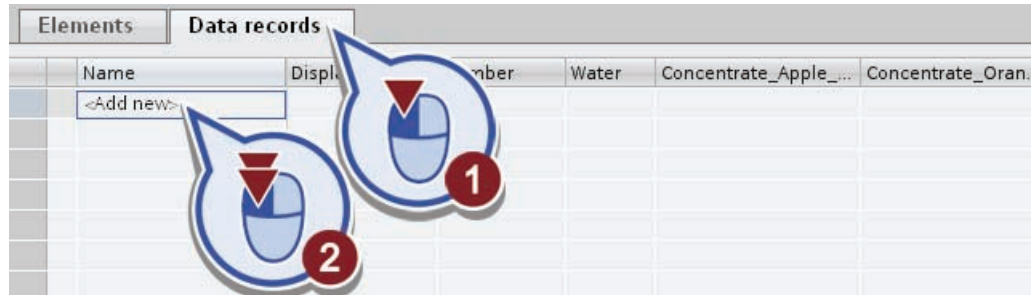 Elements Data records
Name Displ mber Water Concentrate_Apple_... Concentrate_Oran.
<Add new>
1
2